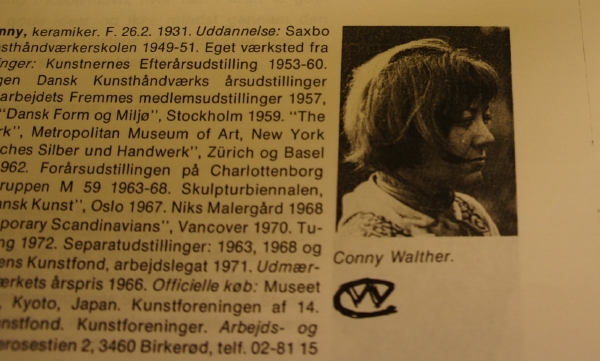 nny, keramiker. F. 26.2. 1931. Uddannelse: Saxbo
sthåndværkerskolen 1949-51. Eget værksted fra
inger: Kunstnernes Efterårsudstilling 1953-60.
gen Dansk Kunsthåndværks årsudstillinger
arbejdets Fremmes medlemsudstillinger 1957,
"Dansk Form og Miljø", Stockholm 1959. "The
rk", Metropolitan Museum of Art, New York
ches Silber und Handwerk", Zürich og Basel
962. Forårsudstillingen på Charlottenborg
ruppen M 59 1963-68. Skulpturbiennalen,
nsk Kunst", Oslo 1967. Niks Malergård 1968
porary Scandinavians", Vancover 1970. Tu-
ng 1972. Separatudstillinger: 1963, 1968 og
ens Kunstfond, arbejdslegat 1971. Udmær-
ærkets årspris 1966. Officielle køb: Museet
, Kyoto, Japan. Kunstforeningen af 14.
nstfond. Kunstforeninger. Arbejds- og
erosestien 2, 3460 Birkerød, telf. 02-81 15
Conny Walther.
CW